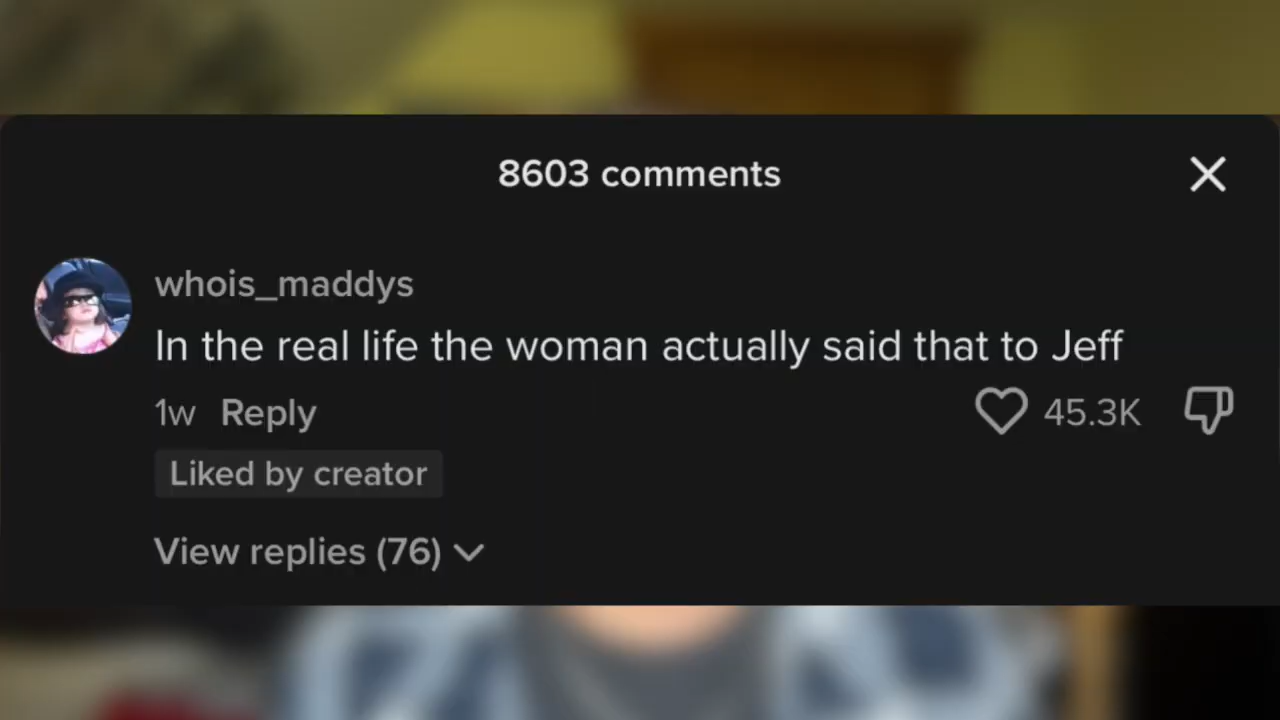 8603 comments
whois_maddys
In the real life the woman actually said that to Jeff
1w Reply 45.3K
Liked by creator
View replies (76)